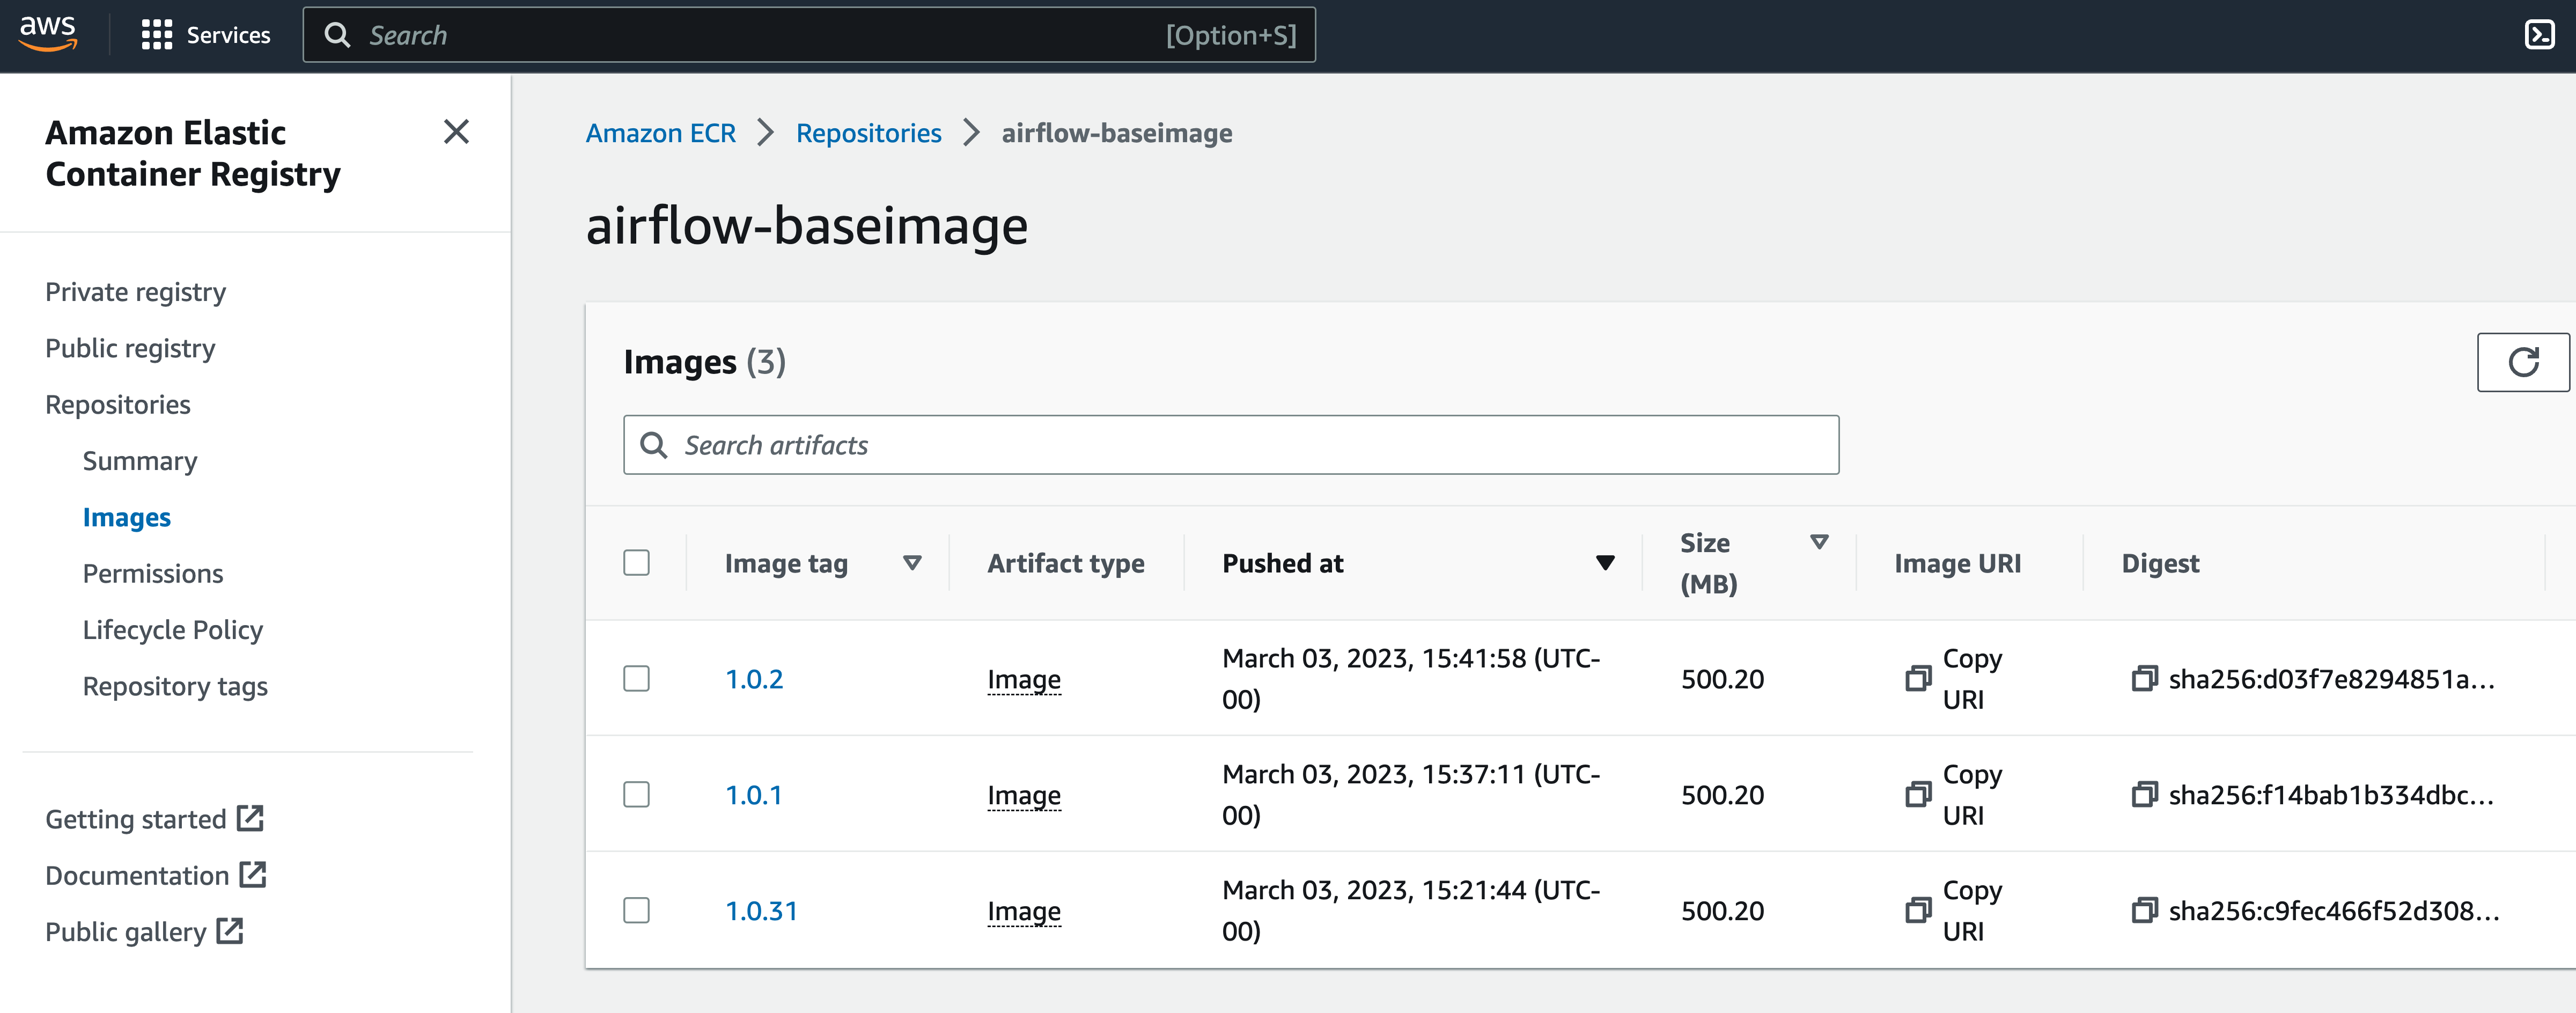 aws
Services
Search
[Option+S]
Amazon Elastic
Container Registry
Private registry
Public registry
Repositories
Summary
Images
Permissions
Lifecycle Policy
Repository tags
Getting started
Documentation
Public gallery
Amazon ECR
Repositories
airflow-baseimage
airflow-baseimage
Images (3)
Search artifacts
Image tag
Artifact type
Pushed at
Size
(MB)
Image URI
Digest
1.0.2
Image
March 03, 2023, 15:41:58 (UTC-
00)
500.20
Copy
URI
sha256:d03f7e8294851a...
1.0.1
Image
March 03, 2023, 15:37:11 (UTC-
00)
500.20
Copy
URI
sha256:f14bab1b334dbc...
1.0.31
Image
March 03, 2023, 15:21:44 (UTC-
00)
500.20
Copy
URI
sha256:c9fec466f52d308...